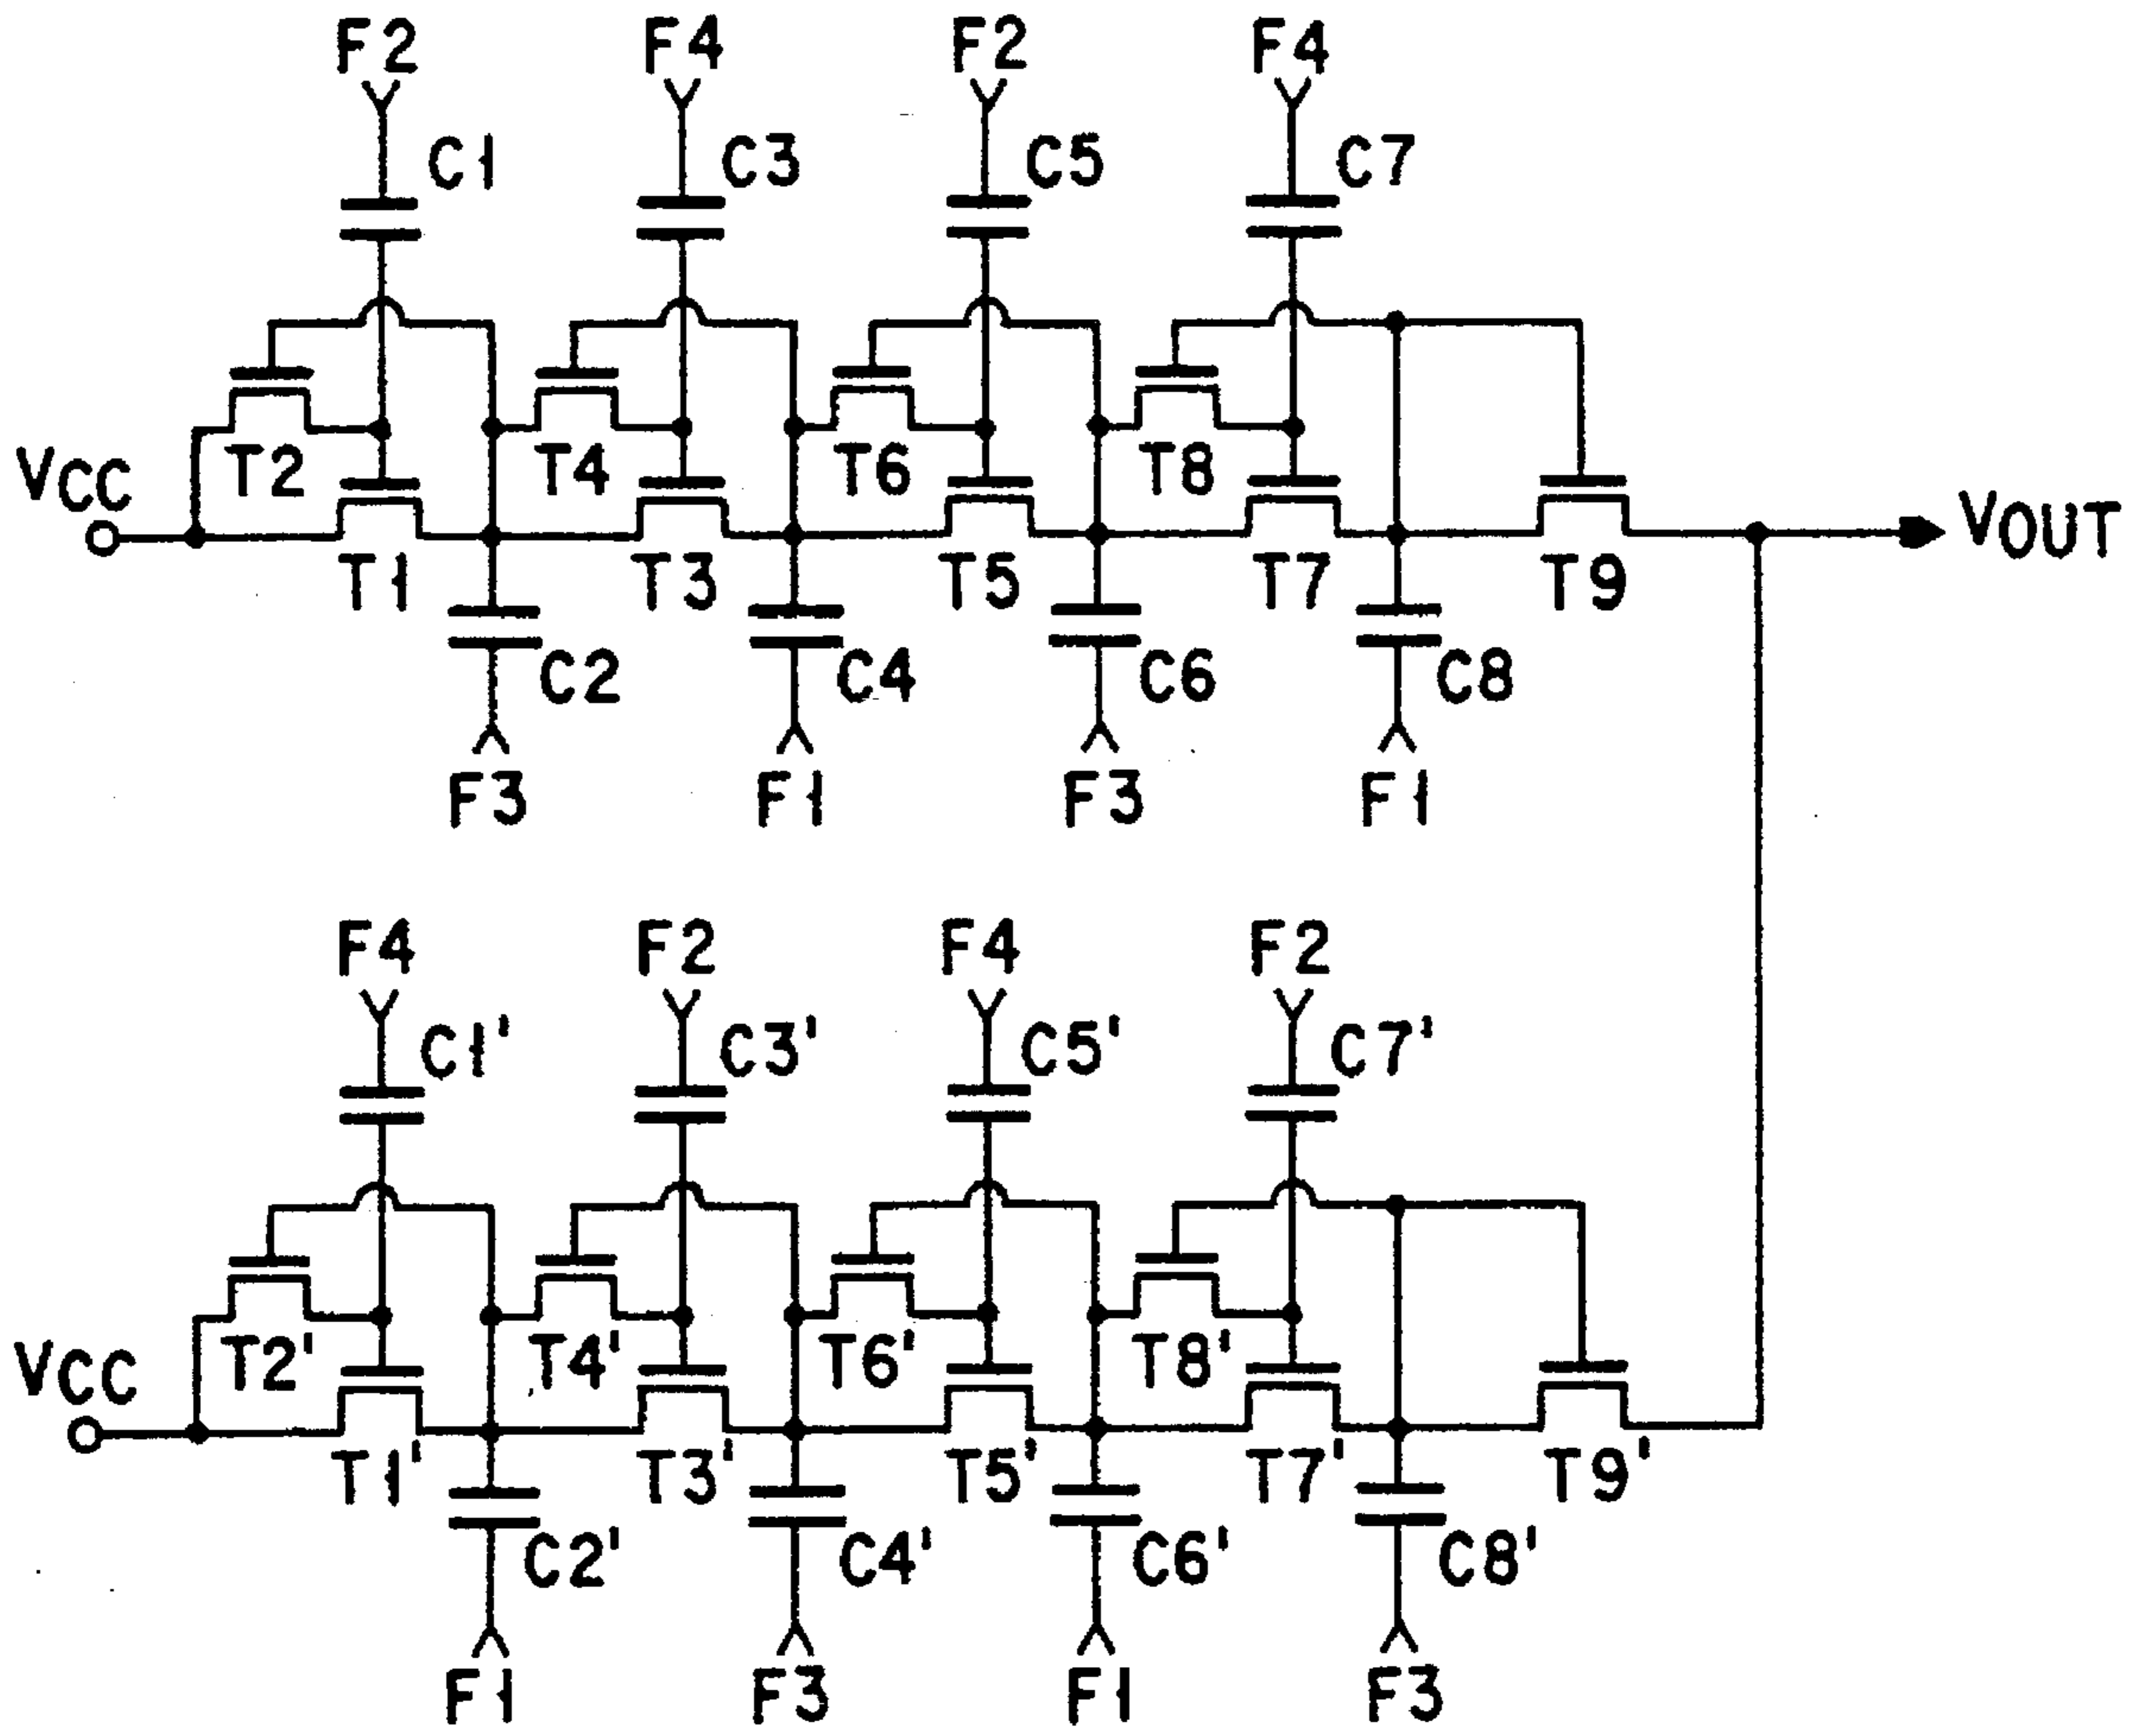 F2 F4 F2 F4
C1 C3 C5 C7
T2 T4 T6 T8
VCC VOUT
T1 T3 T5 T7 T9
C2 C4 C6 C8
F3 F1 F3 F1
F4 F2 F4 F2
C1' C3' C5' C7'
T2' T4' T6' T8'
VCC
T1' T3' T5' T7' T9'
C2' C4' C6' C8'
F1 F3 F1 F3